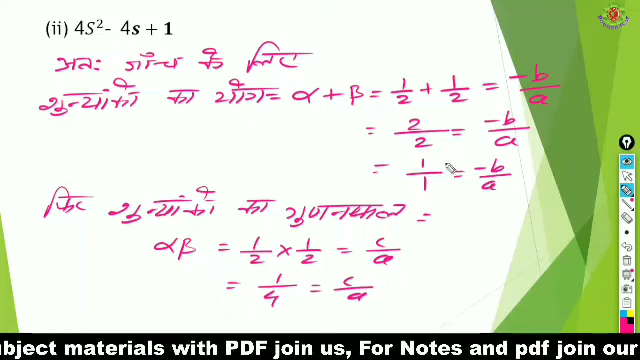 (ii) 4S² - 4s + 1
अतः जाँच के लिए
शून्यांकों का योग = α + β = 1/2 + 1/2 = -b/a
= 2/2 = -b/a
= 1/1 = -b/a
फिर शून्यांकों का गुणनफल =
αβ = 1/2 × 1/2 = c/a
= 1/4 = c/a
ubject materials with PDF join us, For Notes and pdf join our